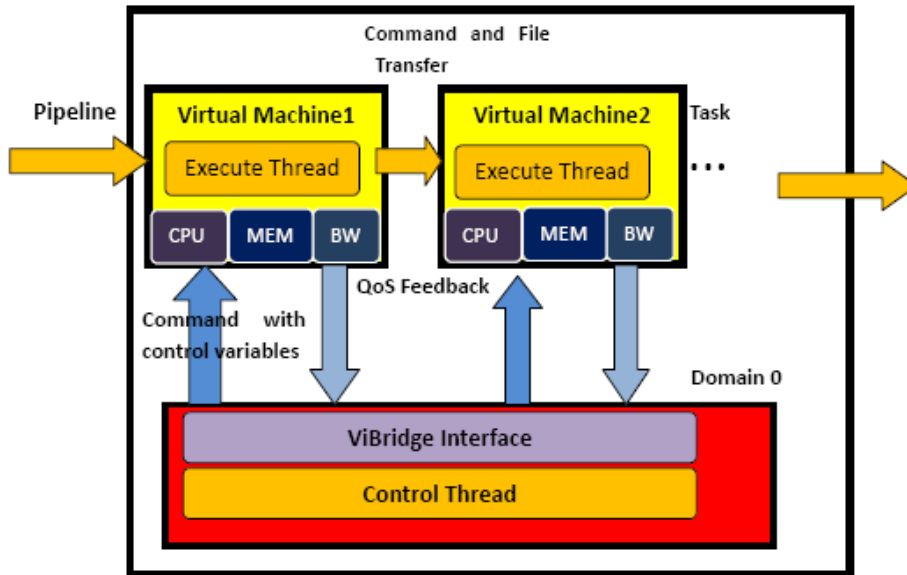 Command and File
Transfer
Pipeline
Virtual Machine1
Virtual Machine2
Task
Execute Thread
Execute Thread
...
CPU
MEM
BW
CPU
MEM
BW
QoS Feedback
Command with
control variables
Domain 0
ViBridge Interface
Control Thread